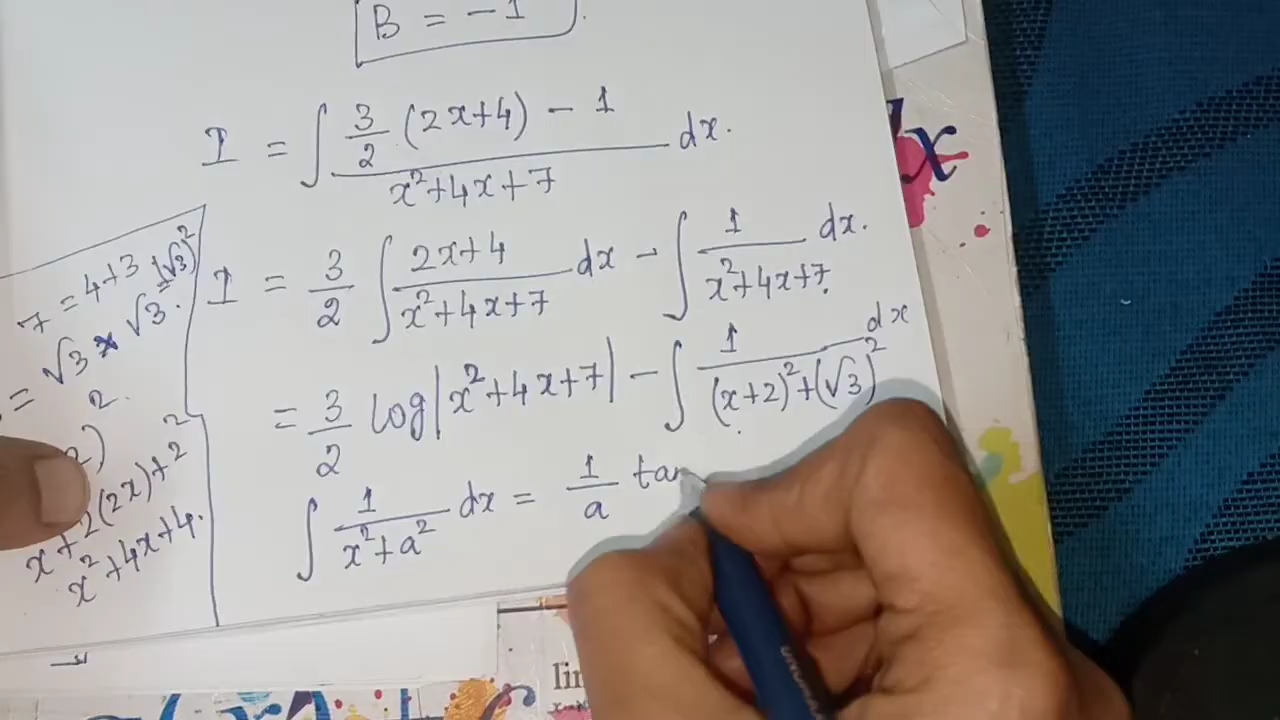 B = -1
I = ∫ 3/2 (2x+4) - 1 / x²+4x+7 dx.
I = 3/2 ∫ 2x+4 / x²+4x+7 dx - ∫ 1 / x²+4x+7 dx.
= 3/2 log|x²+4x+7| - ∫ 1 / (x+2)²+(√3)² dx
∫ 1 / x²+a² dx = 1/a tan
7 = 4+3
(√3)²
= √3 × √3.
x²+2(2x)+2²
x²+4x+4.
lin